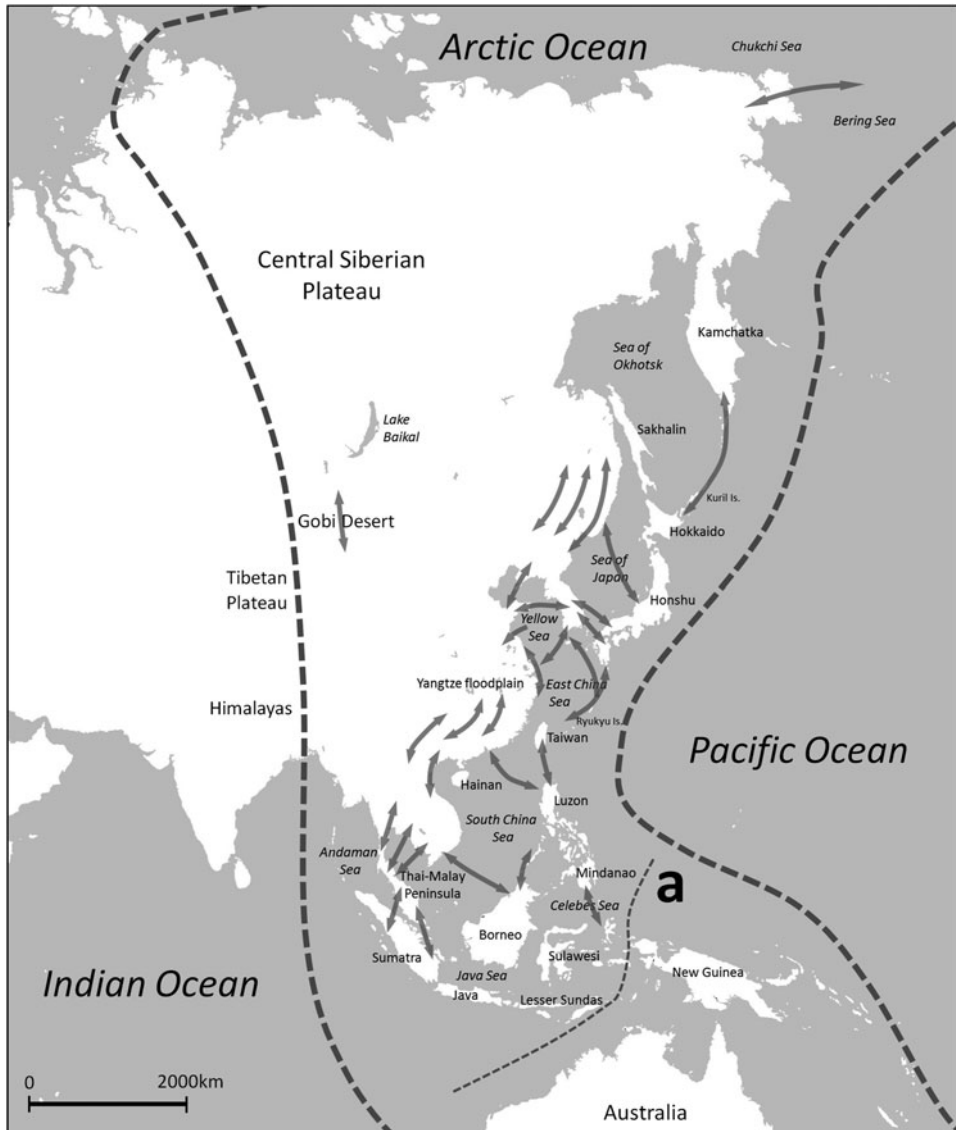 Arctic Ocean
Chukchi Sea
Bering Sea
Central Siberian
Plateau
Kamchatka
Sea of
Okhotsk
Lake
Baikal
Sakhalin
Kuril Is.
Gobi Desert
Hokkaido
Sea of
Japan
Tibetan
Plateau
Honshu
Yellow
Sea
Yangtze floodplain
East China
Sea
Himalayas
Ryukyu Is.
Taiwan
Pacific Ocean
Hainan
Luzon
South China
Sea
Andaman
Sea
Thai-Malay
Peninsula
Mindanao
a
Celebes Sea
Borneo
Sumatra
Sulawesi
New Guinea
Indian Ocean
Java Sea
Java
Lesser Sundas
0
2000km
Australia